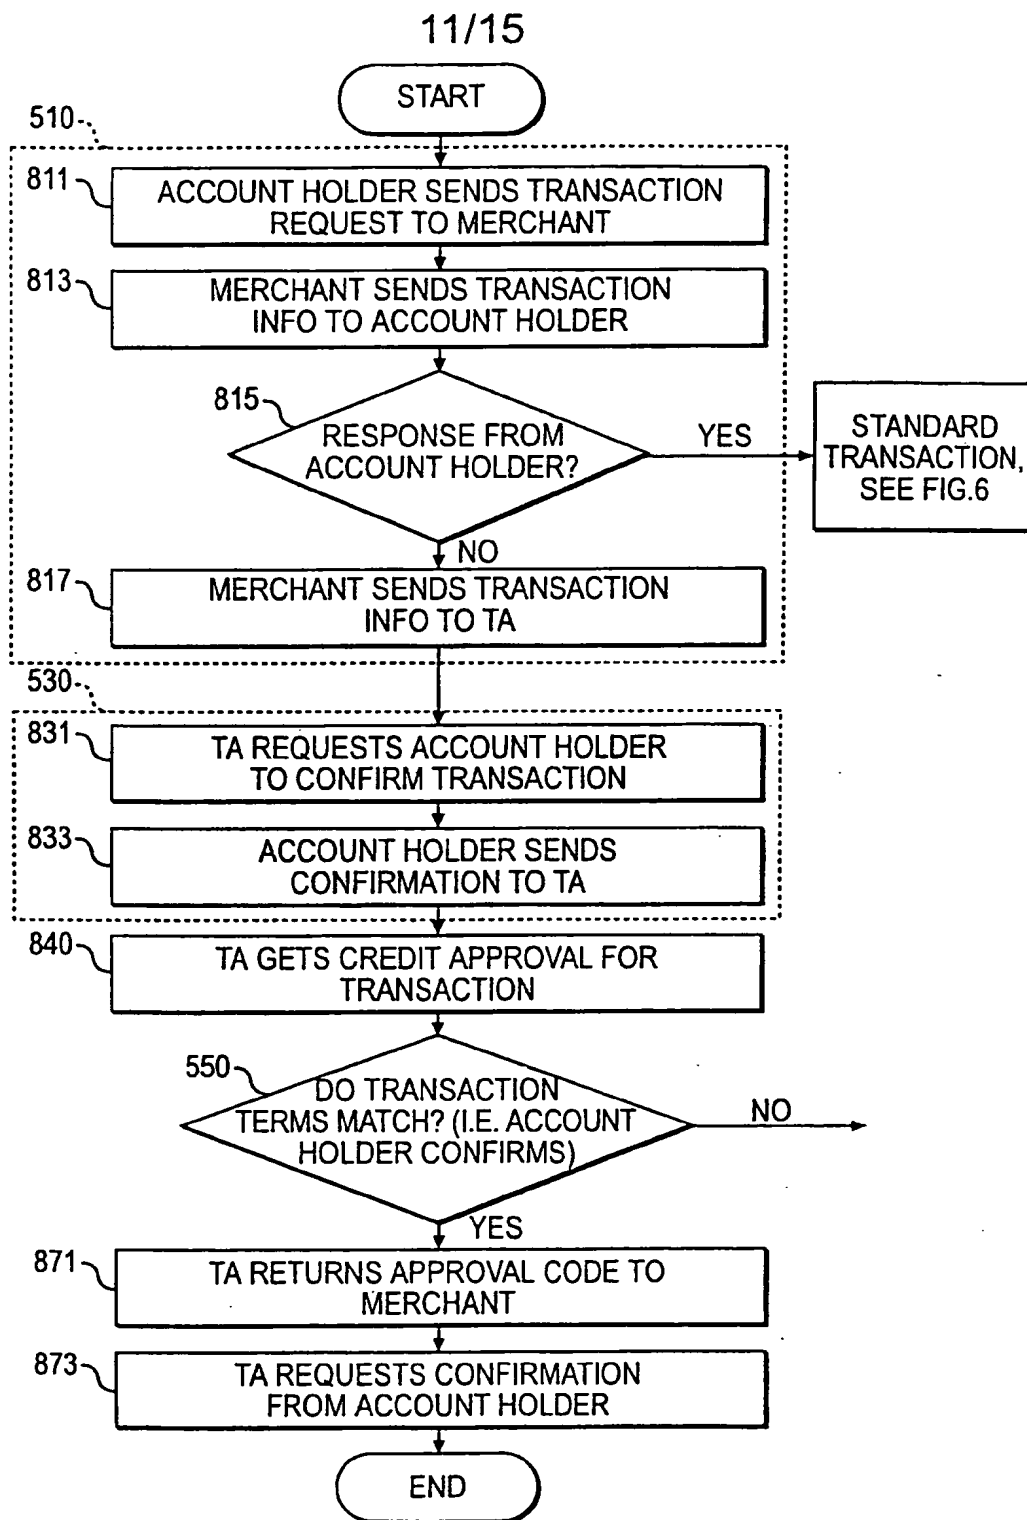 11/15
START
510
811
ACCOUNT HOLDER SENDS TRANSACTION
REQUEST TO MERCHANT
813
MERCHANT SENDS TRANSACTION
INFO TO ACCOUNT HOLDER
815
RESPONSE FROM
ACCOUNT HOLDER?
YES
STANDARD
TRANSACTION,
SEE FIG.6
NO
817
MERCHANT SENDS TRANSACTION
INFO TO TA
530
831
TA REQUESTS ACCOUNT HOLDER
TO CONFIRM TRANSACTION
833
ACCOUNT HOLDER SENDS
CONFIRMATION TO TA
840
TA GETS CREDIT APPROVAL FOR
TRANSACTION
550
DO TRANSACTION
TERMS MATCH? (I.E. ACCOUNT
HOLDER CONFIRMS)
NO
YES
871
TA RETURNS APPROVAL CODE TO
MERCHANT
873
TA REQUESTS CONFIRMATION
FROM ACCOUNT HOLDER
END